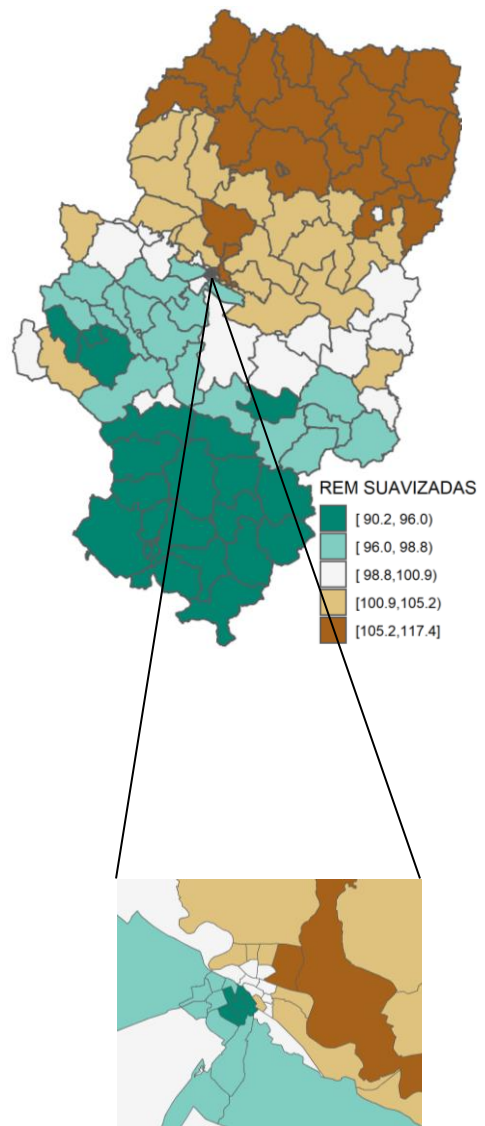 REM SUAVIZADAS
[ 90.2, 96.0)
[ 96.0, 98.8)
[ 98.8,100.9)
[100.9,105.2)
[105.2,117.4]